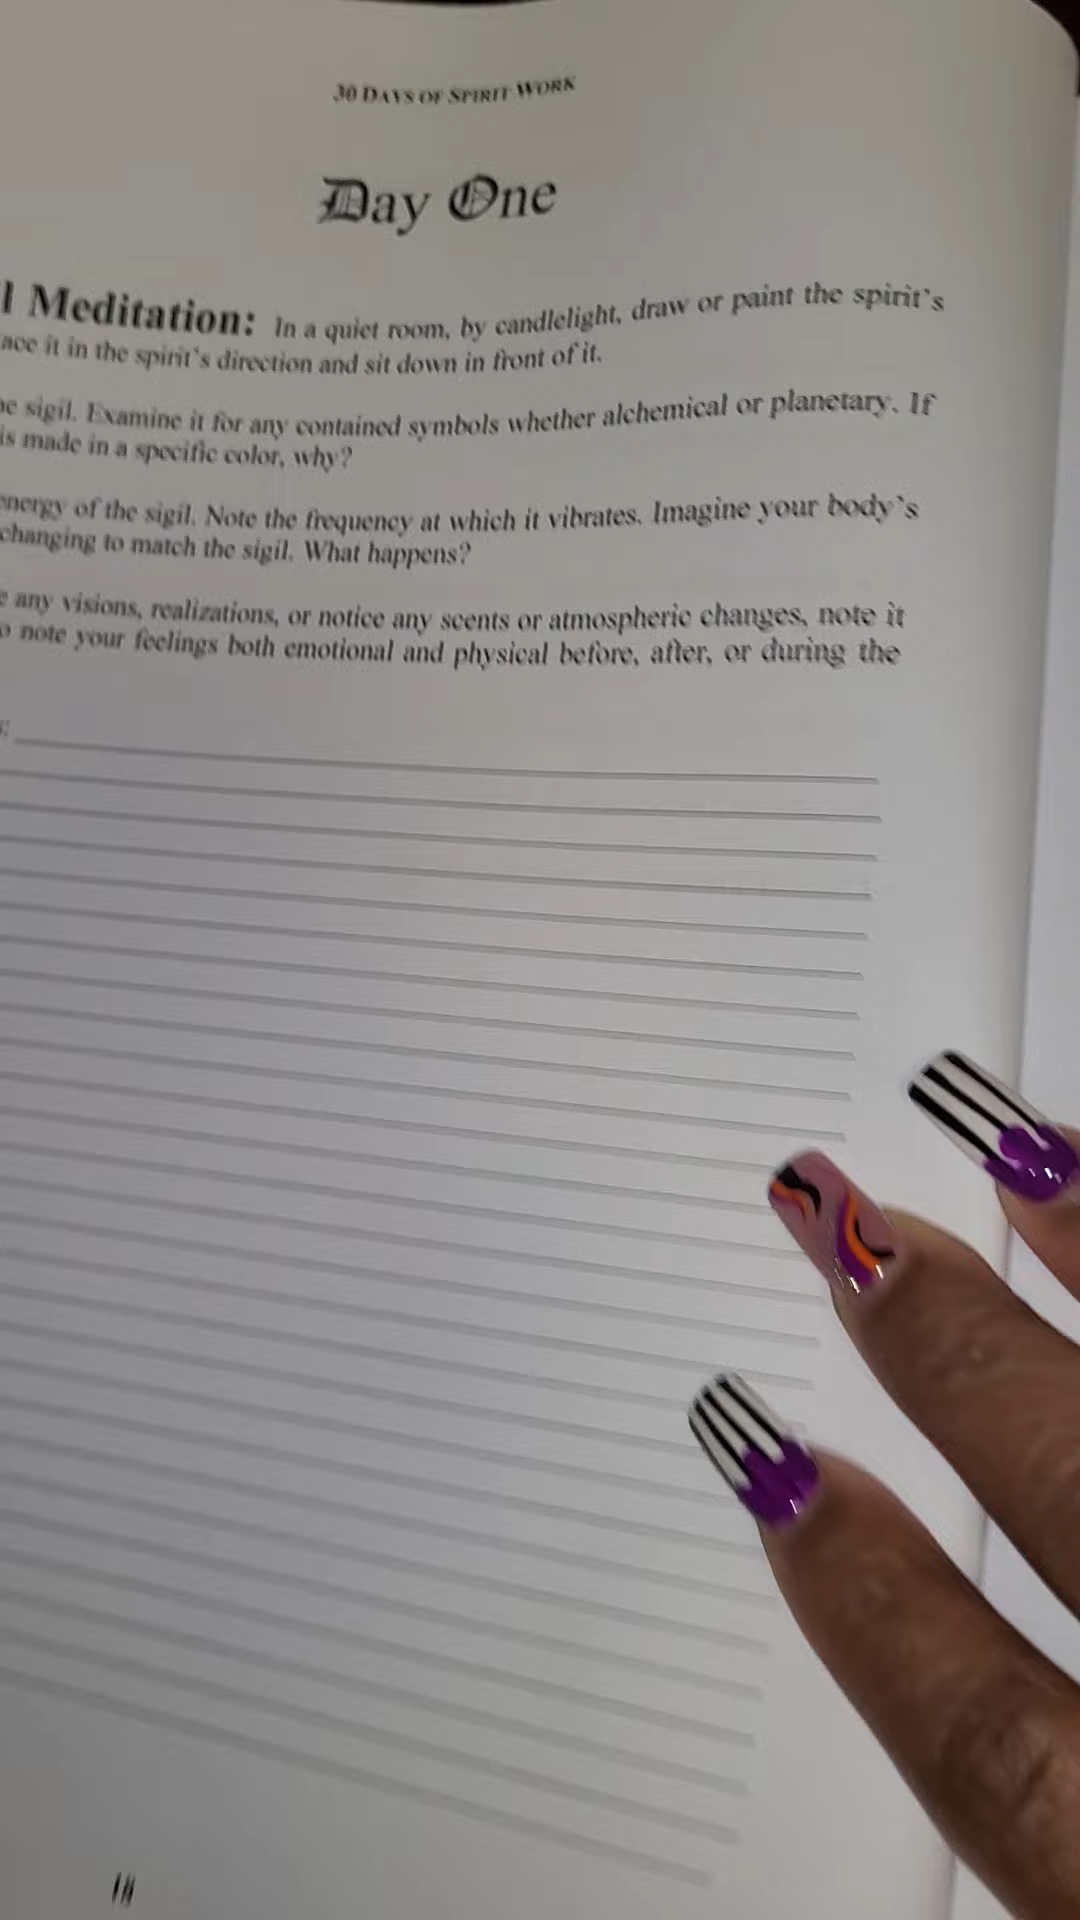 30 DAYS OF SPIRIT WORK
Day One
l Meditation: In a quiet room, by candlelight, draw or paint the spirit's
ace it in the spirit's direction and sit down in front of it.
he sigil. Examine it for any contained symbols whether alchemical or planetary. If
is made in a specific color, why?
energy of the sigil. Note the frequency at which it vibrates. Imagine your body's
changing to match the sigil. What happens?
e any visions, realizations, or notice any scents or atmospheric changes, note it
o note your feelings both emotional and physical before, after, or during the
s: